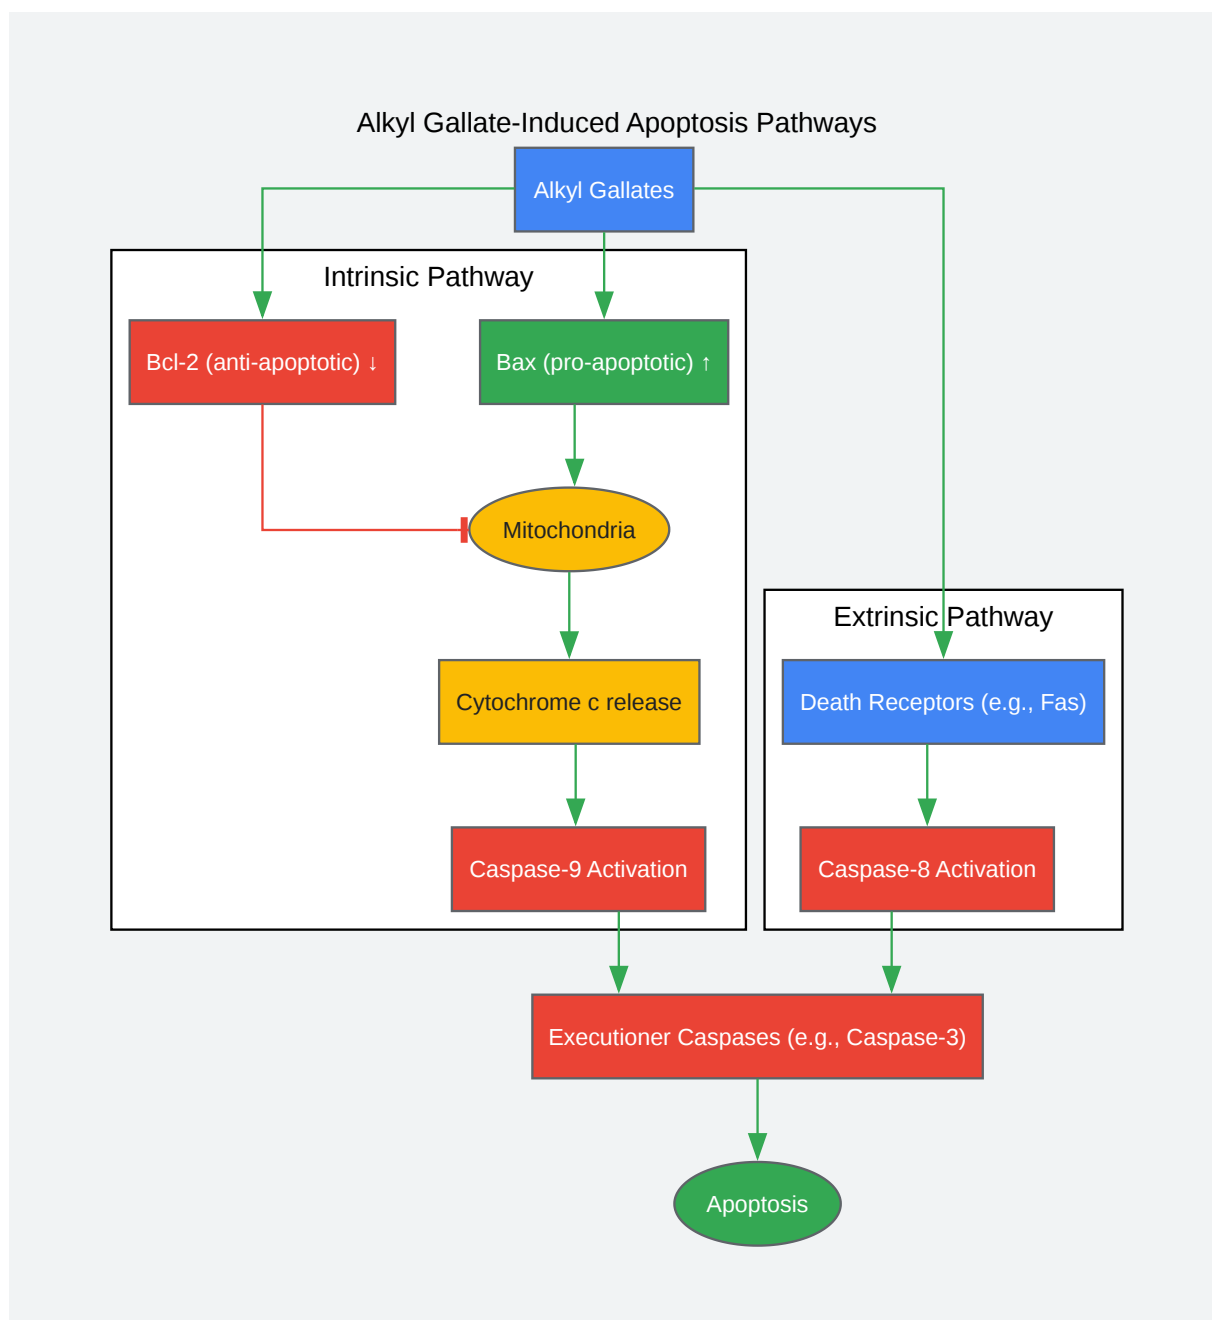 Alkyl Gallate-Induced Apoptosis Pathways
Alkyl Gallates
Intrinsic Pathway
Bcl-2 (anti-apoptotic) ↓
Bax (pro-apoptotic) ↑
Mitochondria
Extrinsic Pathway
Cytochrome c release
Death Receptors (e.g., Fas)
Caspase-9 Activation
Caspase-8 Activation
Executioner Caspases (e.g., Caspase-3)
Apoptosis